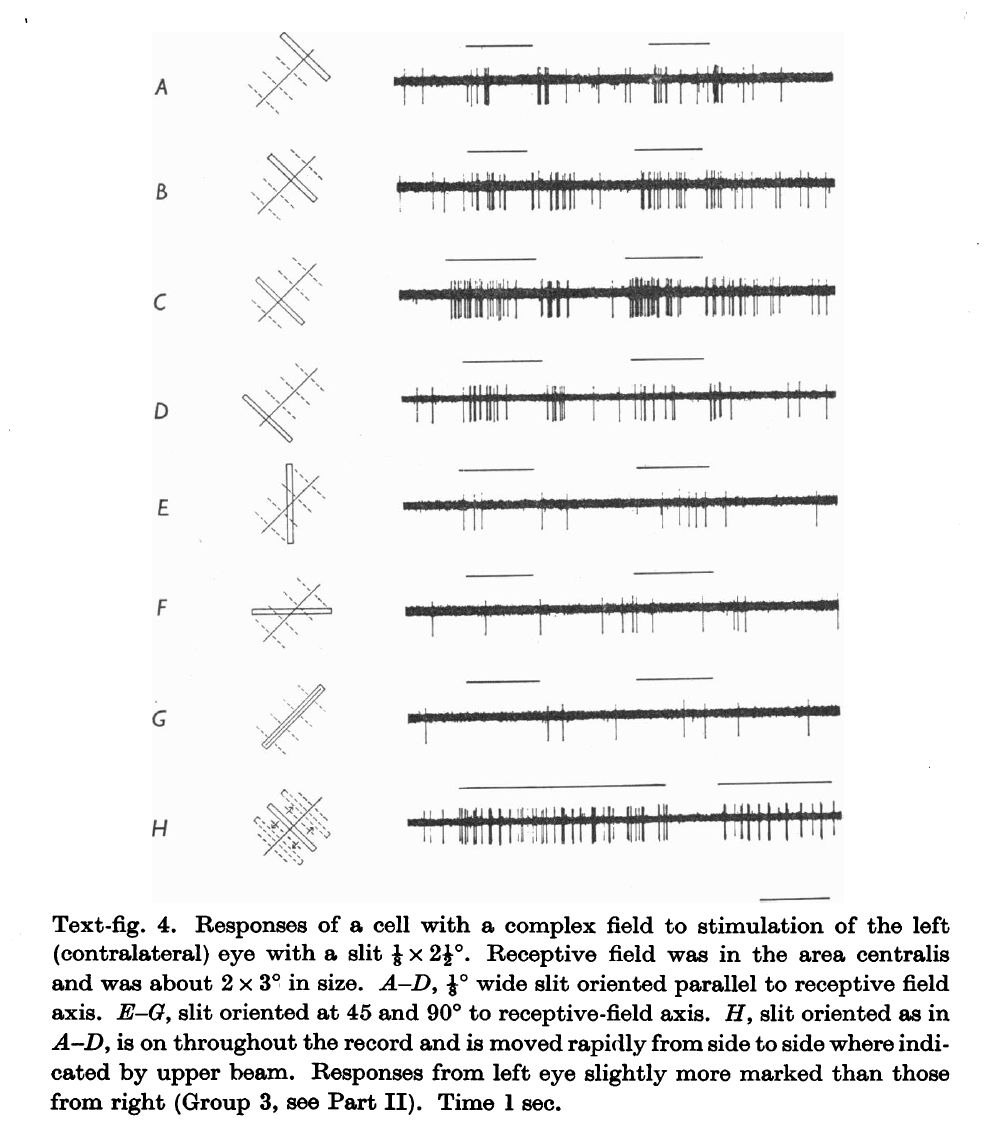 A
B
C
D
E
F
G
H
Text-fig. 4. Responses of a cell with a complex field to stimulation of the left
(contralateral) eye with a slit ⅛ × 2½°. Receptive field was in the area centralis
and was about 2 × 3° in size. A–D, ⅛° wide slit oriented parallel to receptive field
axis. E–G, slit oriented at 45 and 90° to receptive-field axis. H, slit oriented as in
A–D, is on throughout the record and is moved rapidly from side to side where indi-
cated by upper beam. Responses from left eye slightly more marked than those
from right (Group 3, see Part II). Time 1 sec.